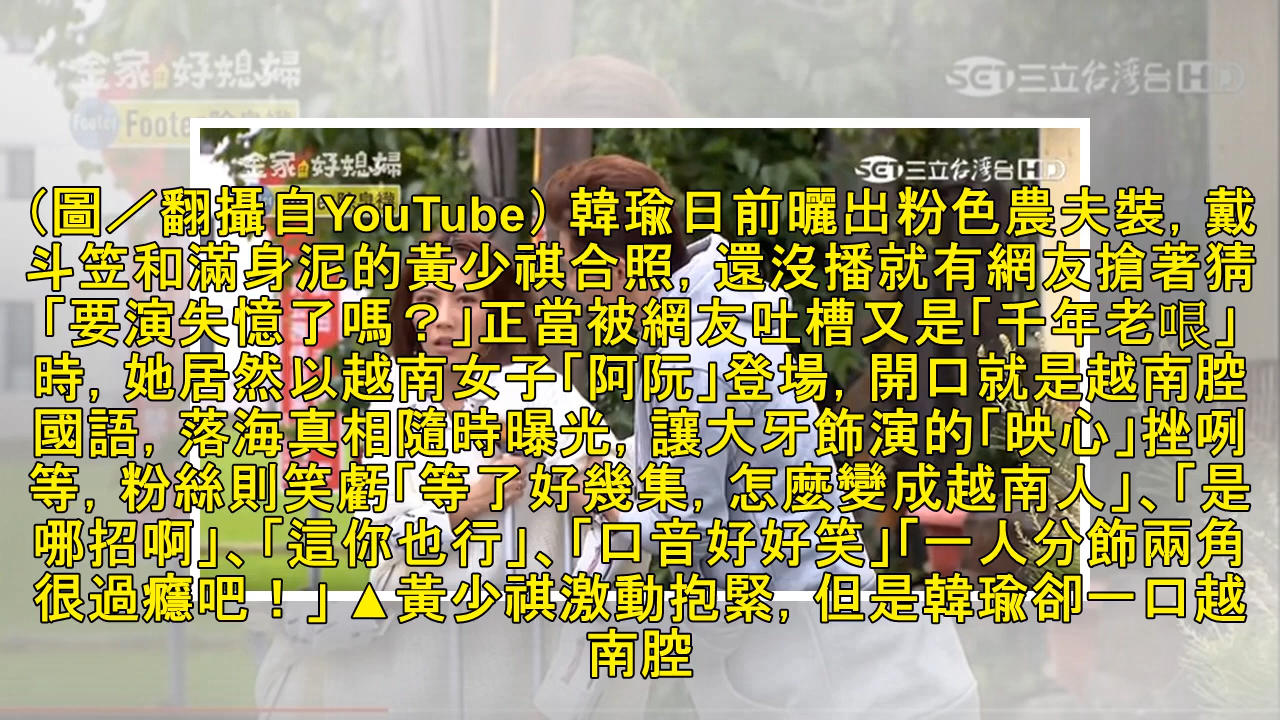 金家ㄟ好媳婦
SET三立台灣台HD
Footer
金家ㄟ好媳婦
SET三立台灣台HD
(圖／翻攝自YouTube) 韓瑜日前曬出粉色農夫裝, 戴
斗笠和滿身泥的黃少祺合照, 還沒播就有網友搶著猜
「要演失憶了嗎？」正當被網友吐槽又是「千年老哏」
時, 她居然以越南女子「阿阮」登場, 開口就是越南腔
國語, 落海真相隨時曝光, 讓大牙飾演的「映心」挫咧
等, 粉絲則笑虧「等了好幾集, 怎麼變成越南人」、「是
哪招啊」、「這你也行」、「口音好好笑」「一人分飾兩角
很過癮吧！」 ▲黃少祺激動抱緊, 但是韓瑜卻一口越
南腔